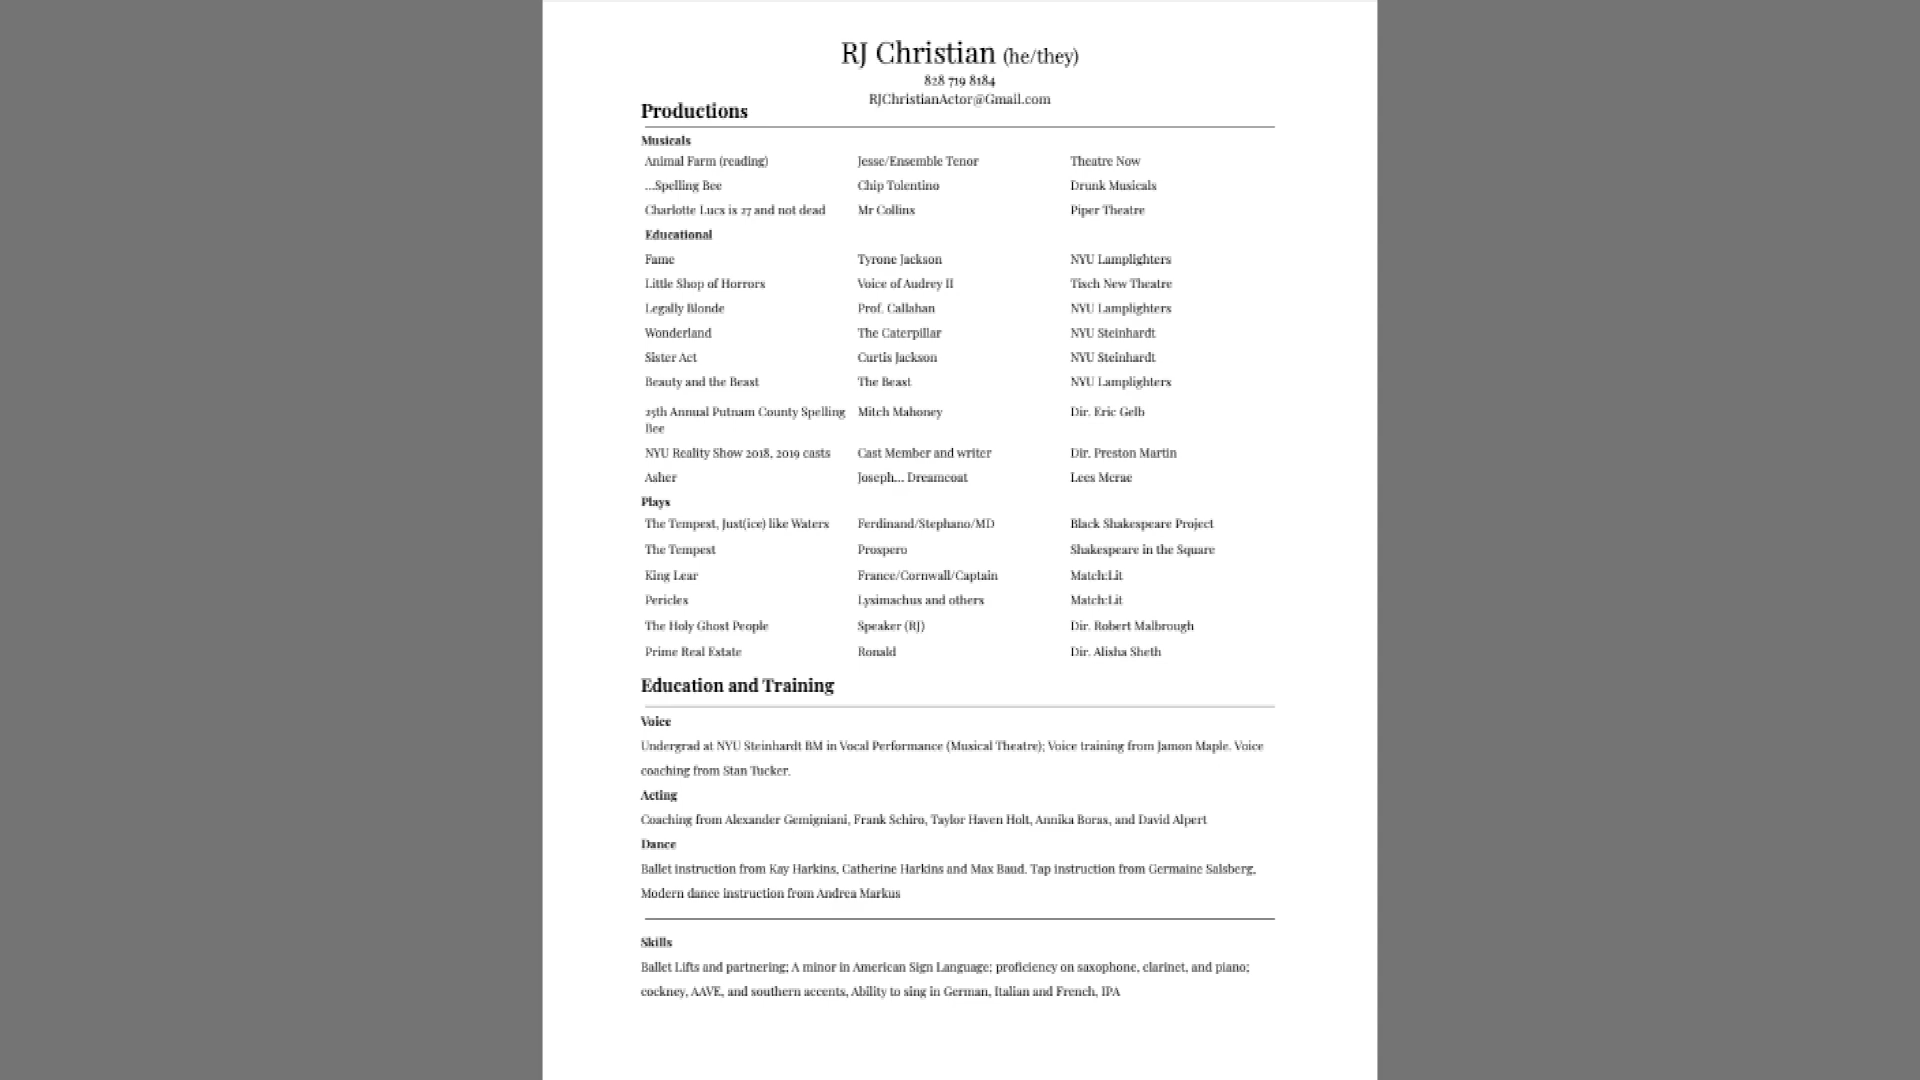 RJ Christian (he/they)
828 719 8184
RJChristianActor@Gmail.com
Productions
Musicals
Animal Farm (reading) Jesse/Ensemble Tenor Theatre Now
...Spelling Bee Chip Tolentino Drunk Musicals
Charlotte Lucs is 27 and not dead Mr Collins Piper Theatre
Educational
Fame Tyrone Jackson NYU Lamplighters
Little Shop of Horrors Voice of Audrey II Tisch New Theatre
Legally Blonde Prof. Callahan NYU Lamplighters
Wonderland The Caterpillar NYU Steinhardt
Sister Act Curtis Jackson NYU Steinhardt
Beauty and the Beast The Beast NYU Lamplighters
25th Annual Putnam County Spelling Mitch Mahoney Dir. Eric Gelb
Bee
NYU Reality Show 2018, 2019 casts Cast Member and writer Dir. Preston Martin
Asher Joseph... Dreamcoat Lees Mcrae
Plays
The Tempest, Just(ice) like Waters Ferdinand/Stephano/MD Black Shakespeare Project
The Tempest Prospero Shakespeare in the Square
King Lear France/Cornwall/Captain Match:Lit
Pericles Lysimachus and others Match:Lit
The Holy Ghost People Speaker (RJ) Dir. Robert Malbrough
Prime Real Estate Ronald Dir. Alisha Sheth
Education and Training
Voice
Undergrad at NYU Steinhardt BM in Vocal Performance (Musical Theatre); Voice training from Jamon Maple. Voice
coaching from Stan Tucker.
Acting
Coaching from Alexander Gemigniani, Frank Schiro, Taylor Haven Holt, Annika Boras, and David Alpert
Dance
Ballet instruction from Kay Harkins, Catherine Harkins and Max Baud. Tap instruction from Germaine Salsberg,
Modern dance instruction from Andrea Markus
Skills
Ballet Lifts and partnering; A minor in American Sign Language; proficiency on saxophone, clarinet, and piano;
cockney, AAVE, and southern accents, Ability to sing in German, Italian and French, IPA